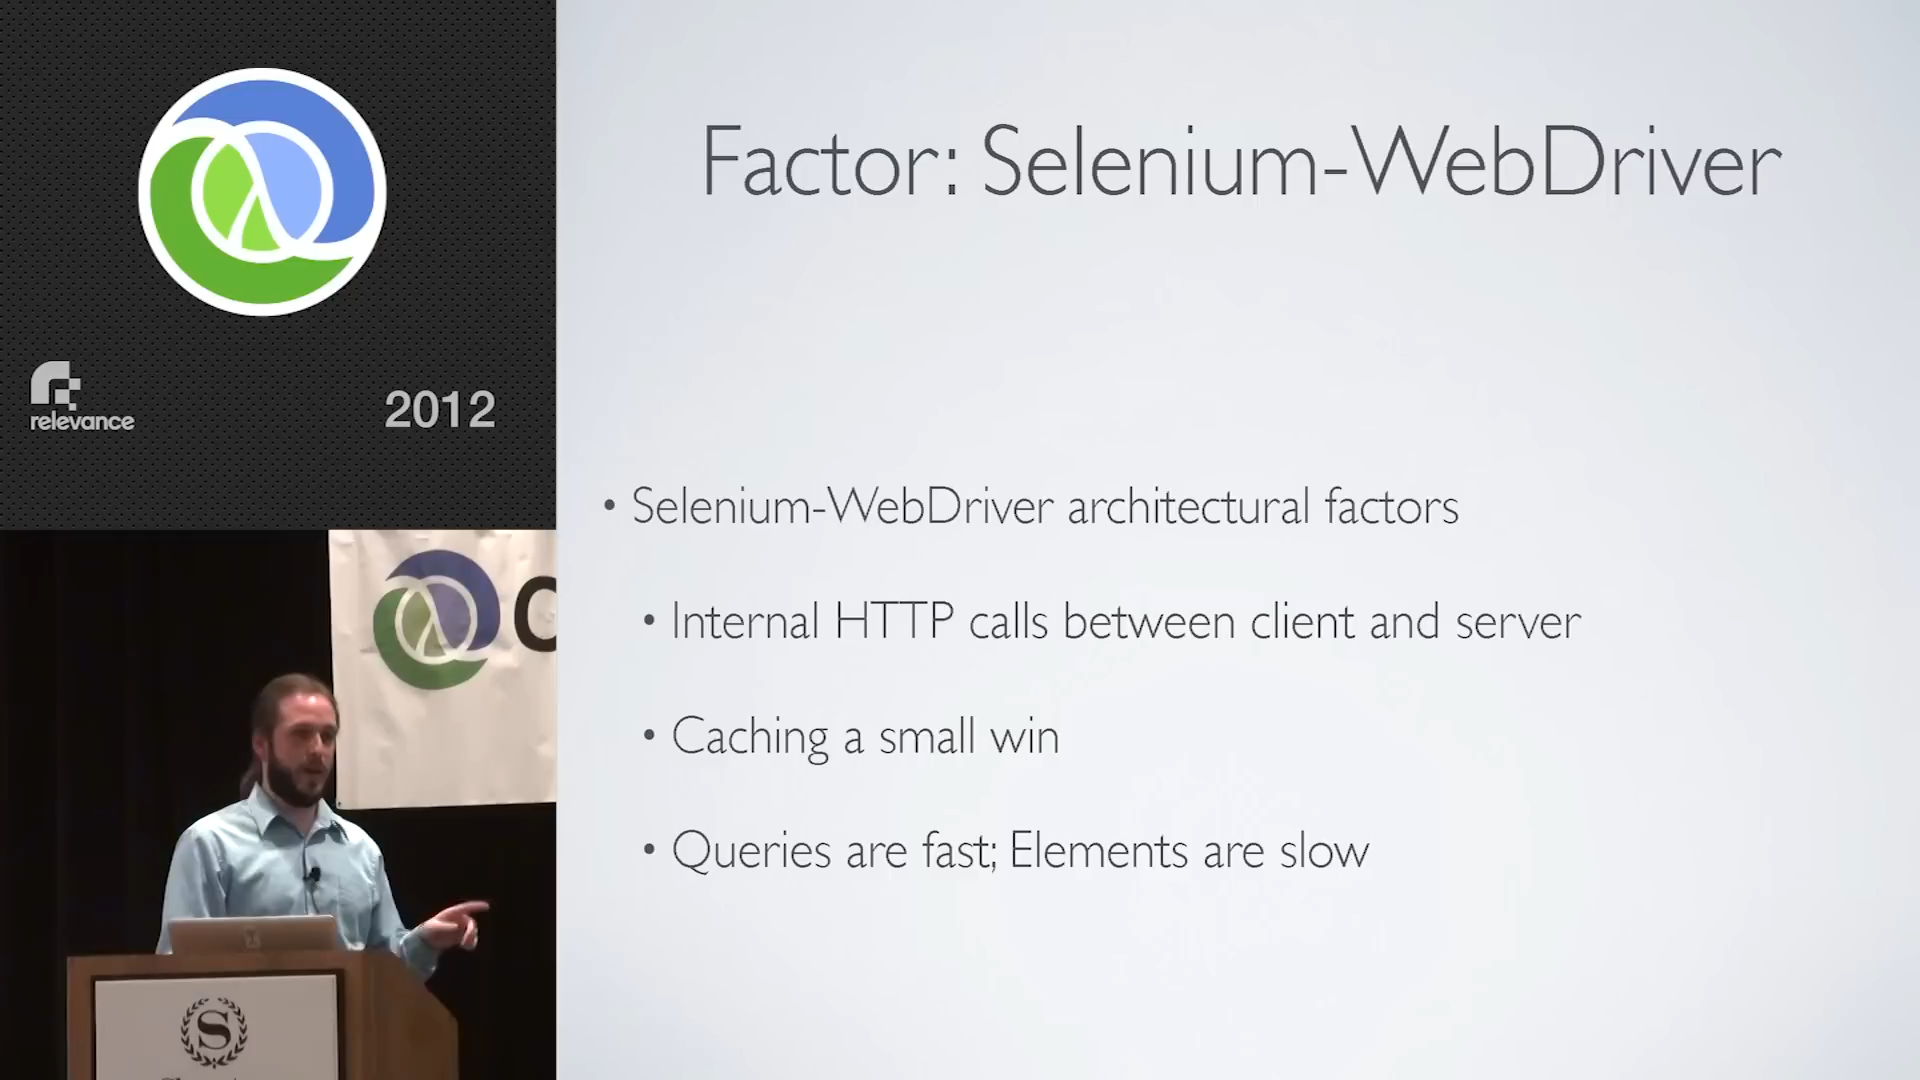 relevance
2012
C
S
Factor: Selenium-WebDriver
• Selenium-WebDriver architectural factors
• Internal HTTP calls between client and server
• Caching a small win
• Queries are fast; Elements are slow